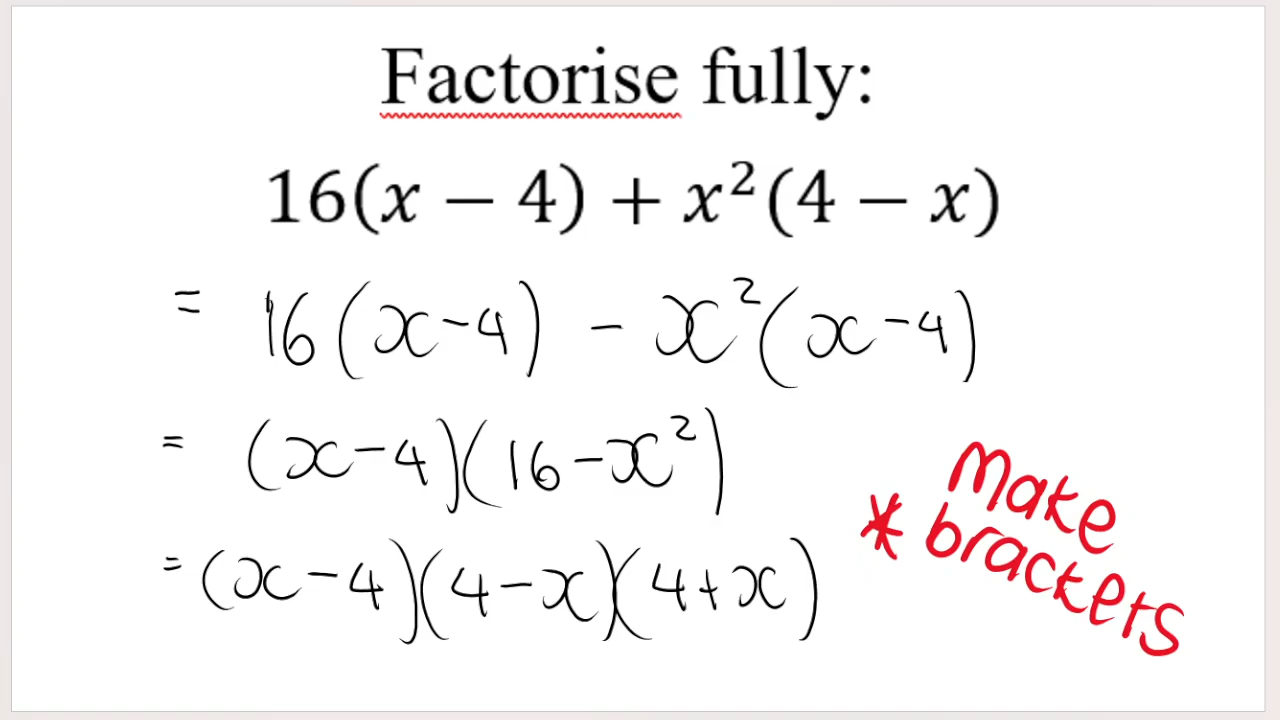 Factorise fully:
16(x − 4) + x²(4 − x)
= 16(x-4) - x²(x-4)
= (x-4)(16-x²)
= (x-4)(4-x)(4+x)
Make
* brackets